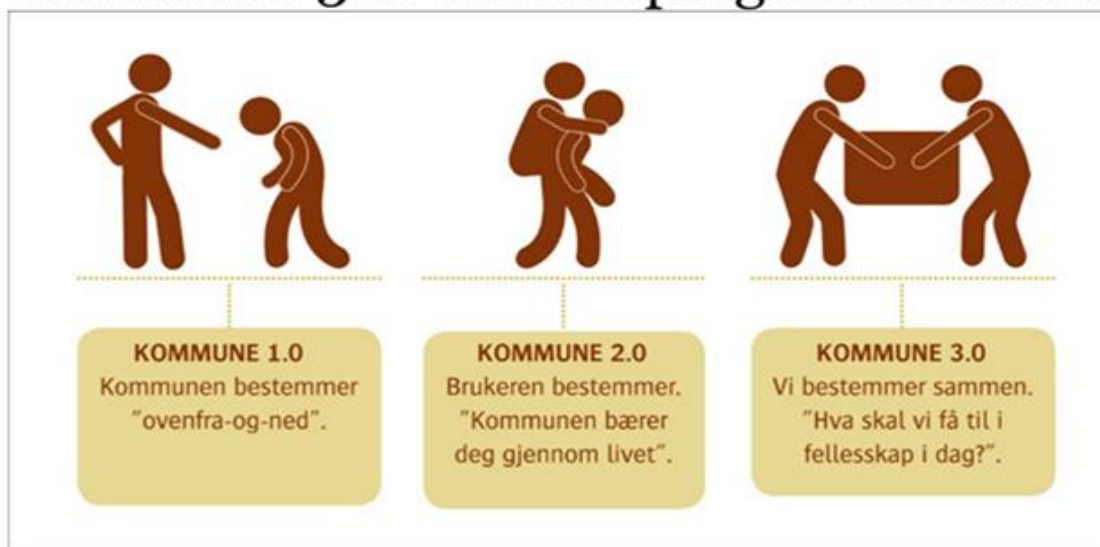 KOMMUNE 1.0
Kommunen bestemmer
˝ovenfra-og-ned˝.
KOMMUNE 2.0
Brukeren bestemmer.
˝Kommunen bærer
deg gjennom livet˝.
KOMMUNE 3.0
Vi bestemmer sammen.
˝Hva skal vi få til i
fellesskap i dag?˝.